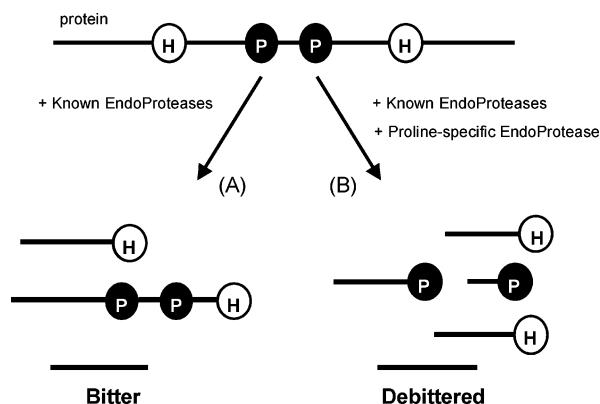 protein
H P P H
+ Known EndoProteases
+ Known EndoProteases
+ Proline-specific EndoProtease
(A)
(B)
H
P P H
H
P P
H
Bitter
Debittered